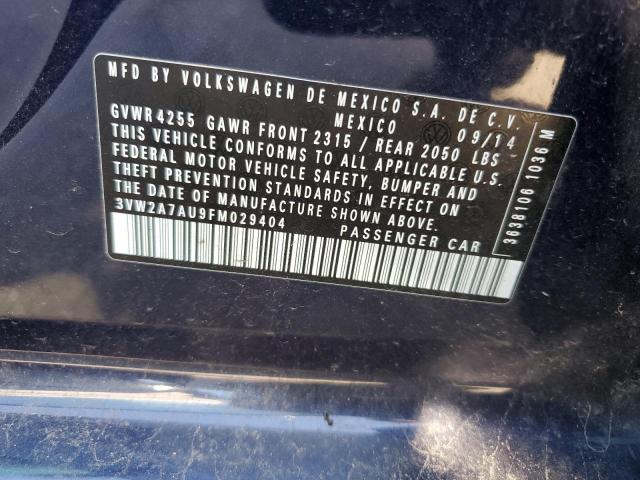 MFD BY VOLKSWAGEN DE MEXICO S.A. DE C.V.
MEXICO 09/14
GVWR 4255 GAWR FRONT 2315 / REAR 2050 LBS
THIS VEHICLE CONFORMS TO ALL APPLICABLE U.S.
FEDERAL MOTOR VEHICLE SAFETY, BUMPER AND
THEFT PREVENTION STANDARDS IN EFFECT ON
THE DATE OF MANUFACTURE SHOWN ABOVE.
3VW2A7AU9FM029404 PASSENGER CAR
3638106 1036 M